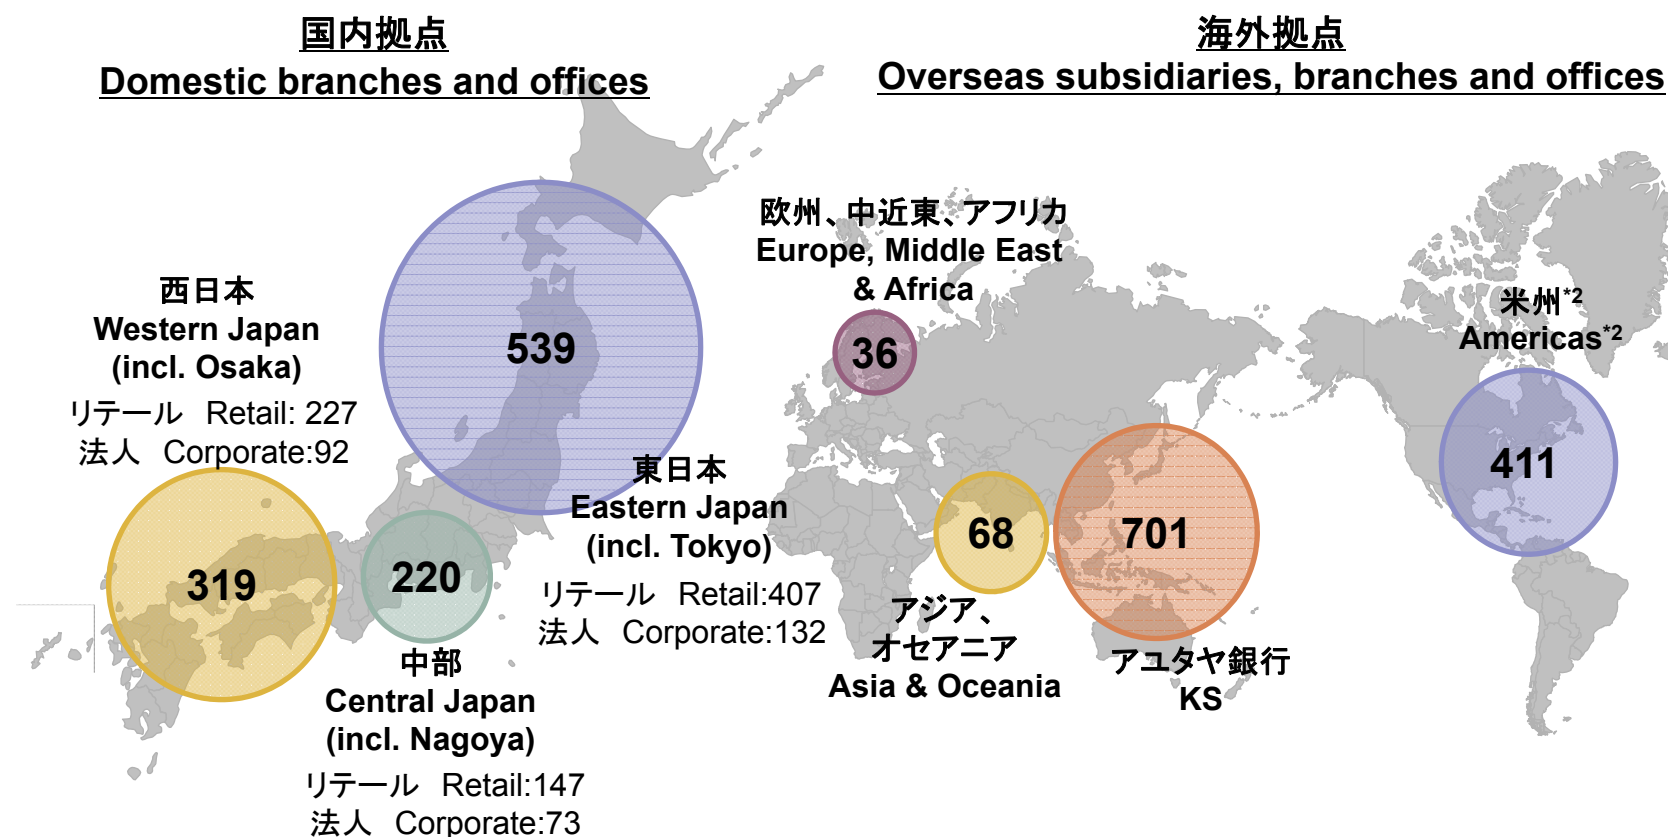 国内拠点
Domestic branches and offices
西日本
Western Japan
(incl. Osaka)
リテール Retail: 227
法人 Corporate:92
319
539
東日本
Eastern Japan
(incl. Tokyo)
リテール Retail:407
法人 Corporate:132
220
中部
Central Japan
(incl. Nagoya)
リテール Retail:147
法人 Corporate:73
海外拠点
Overseas subsidiaries, branches and offices
欧州、中近東、アフリカ
Europe, Middle East
& Africa
36
68
アジア、
オセアニア
Asia & Oceania
701
アユタヤ銀行
KS
米州*2
Americas*2
411